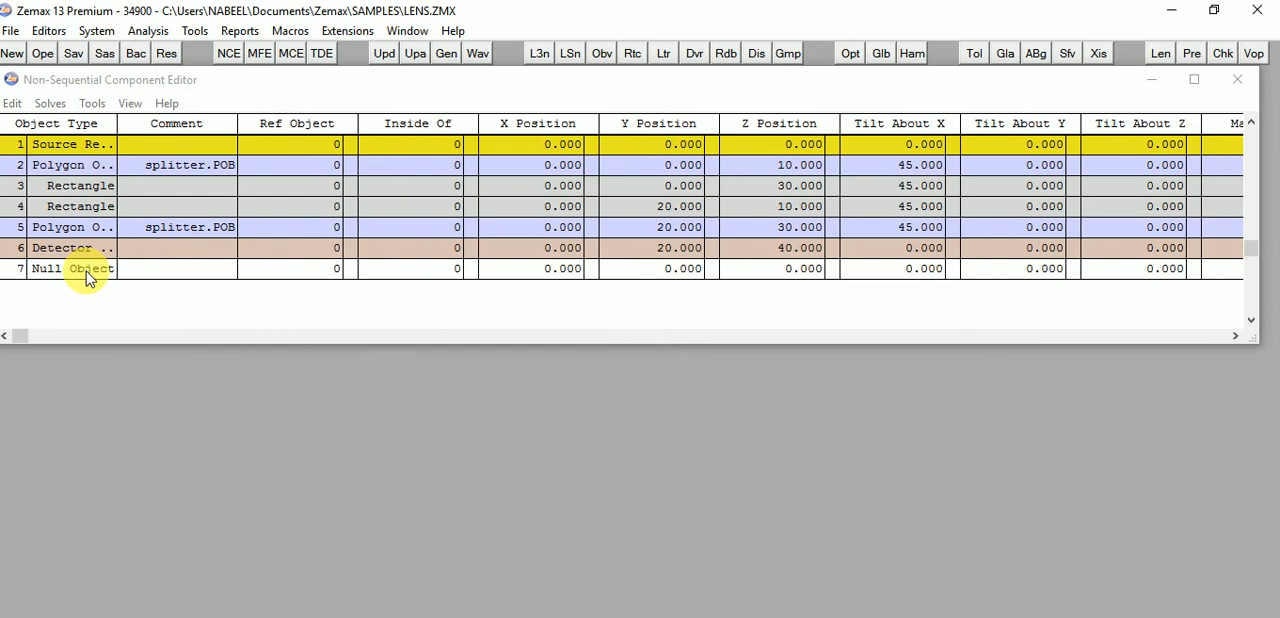 Zemax 13 Premium - 34900 - C:\Users\NABEEL\Documents\Zemax\SAMPLES\LENS.ZMX
File Editors System Analysis Tools Reports Macros Extensions Window Help
New Ope Sav Sas Bac Res NCE MFE MCE TDE Upd Upa Gen Wav L3n LSn Obv Rtc Ltr Dvr Rdb Dis Gmp Opt Glb Ham Tol Gla ABg Sfv Xis Len Pre Chk Vop
Non-Sequential Component Editor
Edit Solves Tools View Help
Object Type Comment Ref Object Inside Of X Position Y Position Z Position Tilt About X Tilt About Y Tilt About Z Ma
1 Source Re.. 0 0 0.000 0.000 0.000 0.000 0.000 0.000
2 Polygon O.. splitter.POB 0 0 0.000 0.000 10.000 45.000 0.000 0.000
3 Rectangle 0 0 0.000 0.000 30.000 45.000 0.000 0.000
4 Rectangle 0 0 0.000 20.000 10.000 45.000 0.000 0.000
5 Polygon O.. splitter.POB 0 0 0.000 20.000 30.000 45.000 0.000 0.000
6 Detector .. 0 0 0.000 20.000 40.000 0.000 0.000 0.000
7 Null Object 0 0 0.000 0.000 0.000 0.000 0.000 0.000